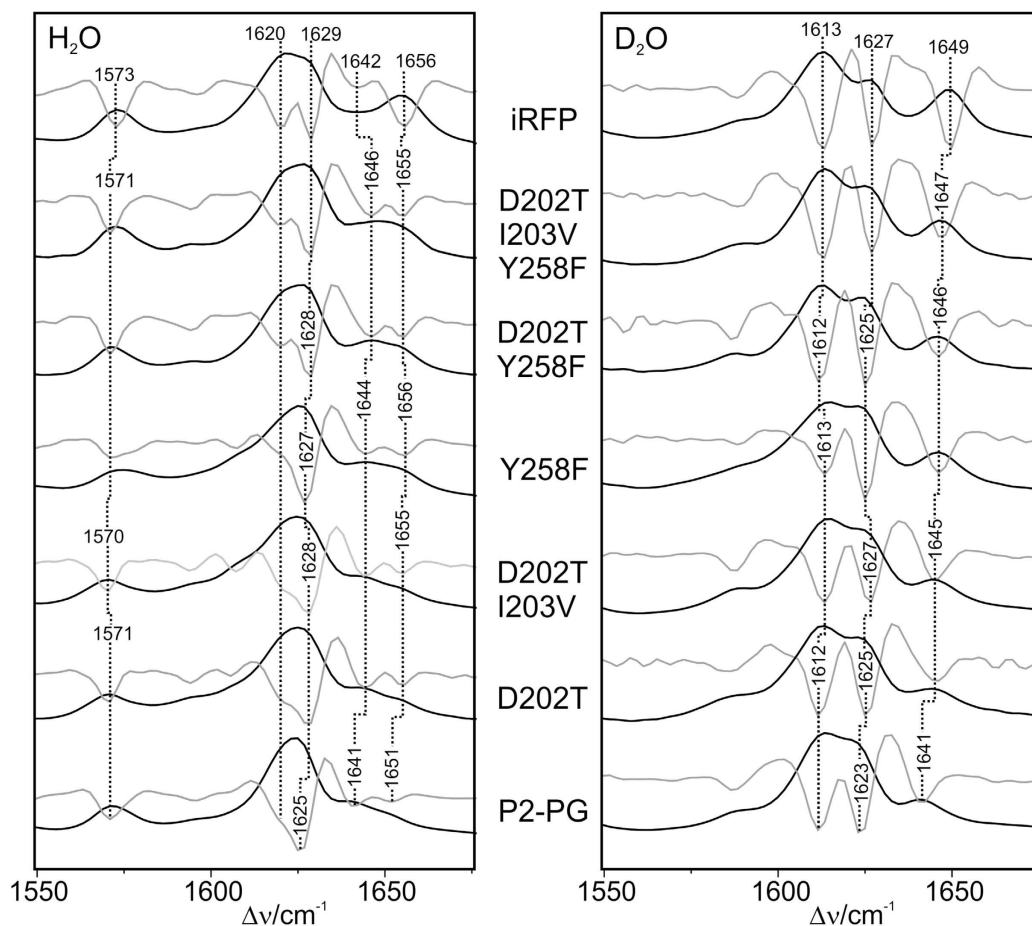 H₂O
1573
1620
1629
1642
1656
1571
1646
1655
1628
1644
1656
1627
1570
1628
1655
1571
1641
1651
1625
1550
1600
1650
Δν/cm⁻¹
iRFP
D202T
I203V
Y258F
D202T
Y258F
Y258F
D202T
I203V
D202T
P2-PG
D₂O
1613
1627
1649
1647
1612
1625
1646
1613
1627
1645
1612
1625
1623
1641
1550
1600
1650
Δν/cm⁻¹